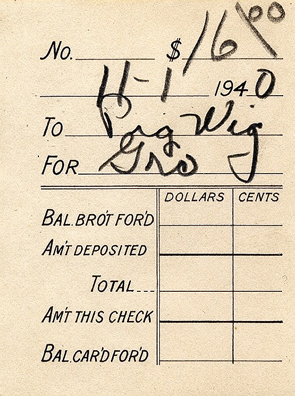 No. $ 16 00
11-1 1940
To Pig Wig
For Gro
DOLLARS CENTS
BAL. BRO'T FOR'D
AM'T DEPOSITED
TOTAL...
AM'T THIS CHECK
BAL. CAR'D FOR'D